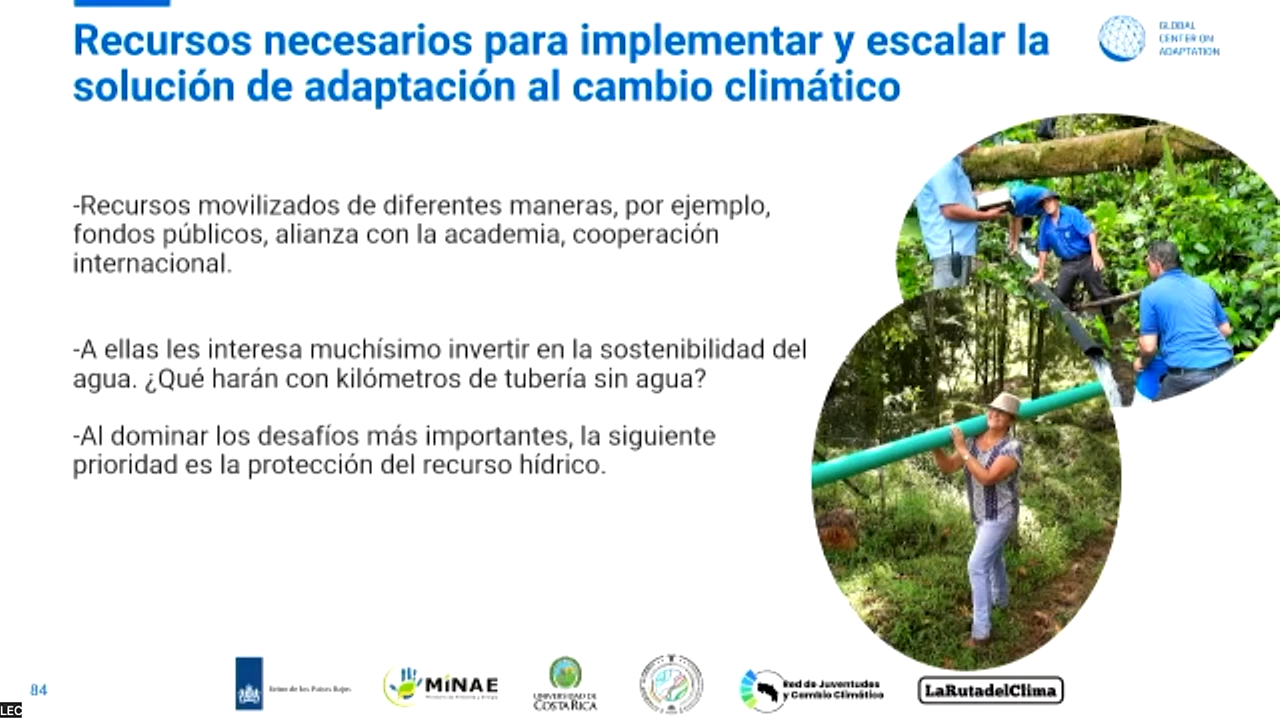 Recursos necesarios para implementar y escalar la
solución de adaptación al cambio climático
GLOBAL
CENTER ON
ADAPTATION
-Recursos movilizados de diferentes maneras, por ejemplo,
fondos públicos, alianza con la academia, cooperación
internacional.
-A ellas les interesa muchísimo invertir en la sostenibilidad del
agua. ¿Qué harán con kilómetros de tubería sin agua?
-Al dominar los desafíos más importantes, la siguiente
prioridad es la protección del recurso hídrico.
84
LEC
Reino de los Países Bajos
MINAE
Ministerio de Ambiente y Energía
UNIVERSIDAD DE
COSTA RICA
Red de Juventudes
y Cambio Climático
LaRutadelClima